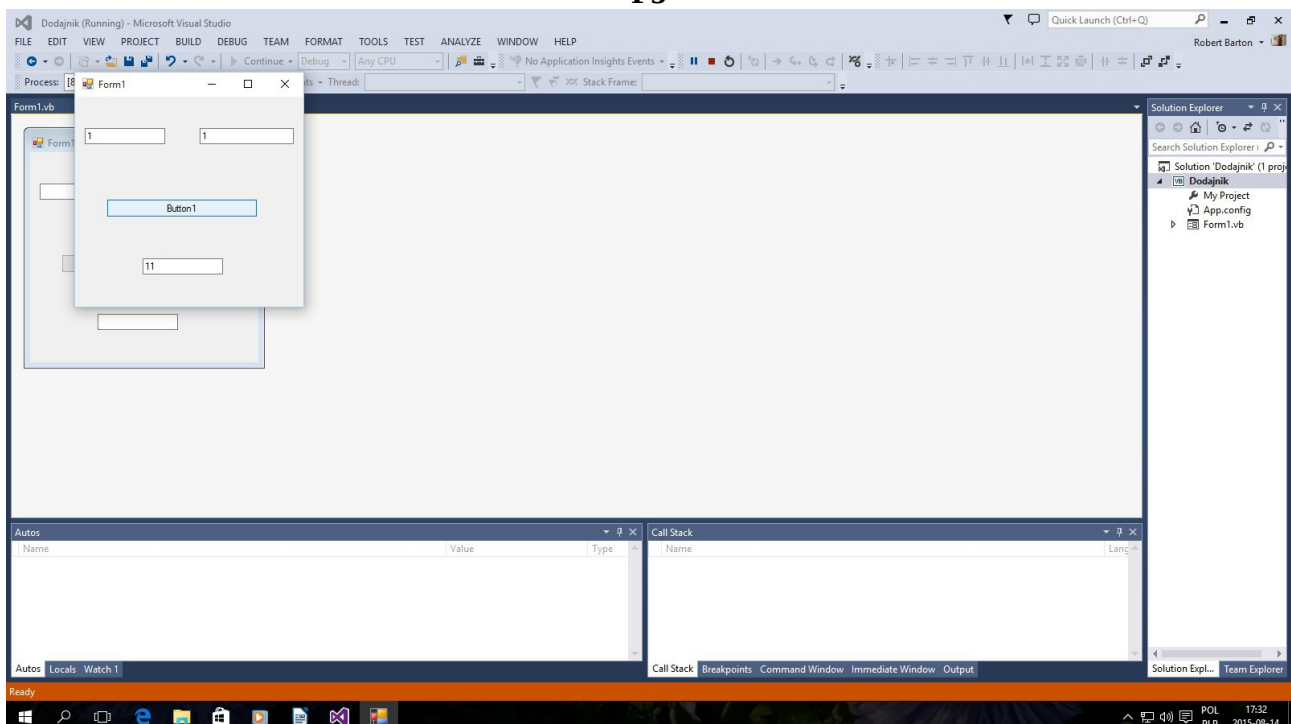 Dodajnik (Running) - Microsoft Visual Studio
Quick Launch (Ctrl+Q)
FILE EDIT VIEW PROJECT BUILD DEBUG TEAM FORMAT TOOLS TEST ANALYZE WINDOW HELP
Robert Barton
Continue Debug Any CPU No Application Insights Events
Process: [8 Thread: Stack Frame:
Form1
Form1.vb
Solution Explorer
1 1
Form1
Search Solution Explorer
Solution 'Dodajnik' (1 proje
VB Dodajnik
My Project
App.config
Form1.vb
Button1
11
Autos
Name Value Type
Call Stack
Name Lang
Autos Locals Watch 1
Call Stack Breakpoints Command Window Immediate Window Output
Solution Expl... Team Explorer
Ready
POL 17:32
PLP 2015-08-14